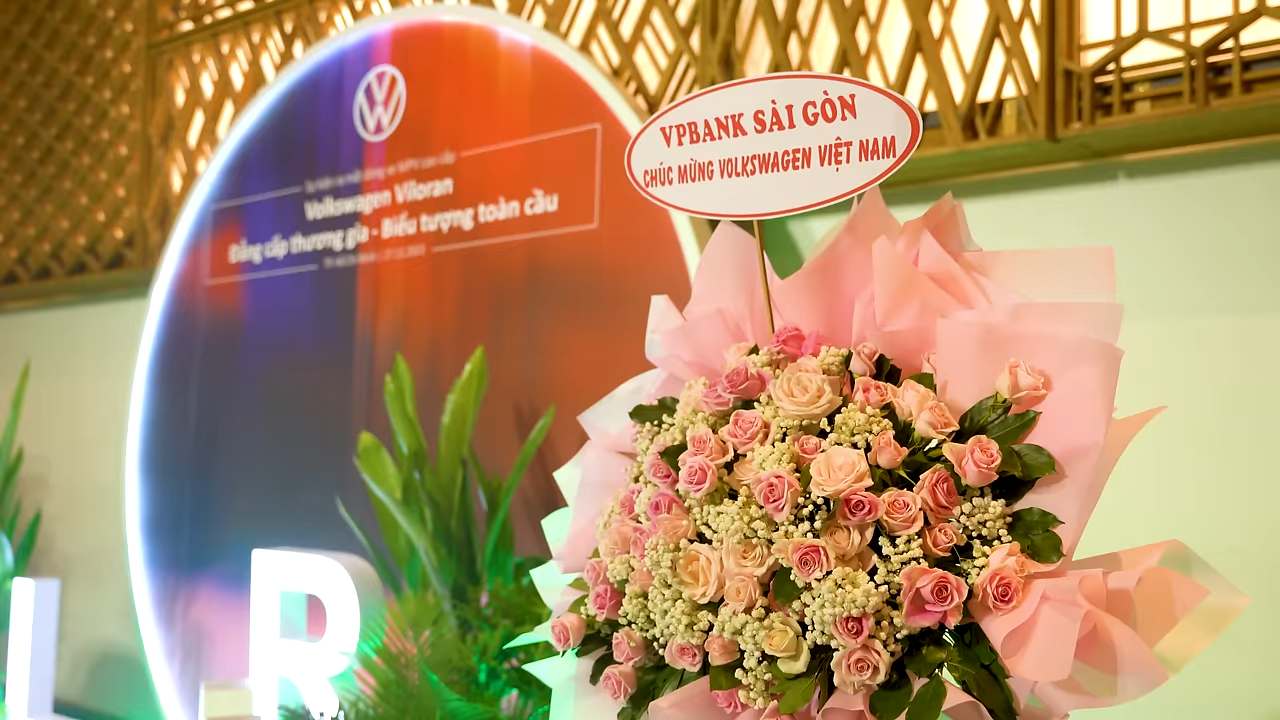 VPBANK SÀI GÒN
CHÚC MỪNG VOLKSWAGEN VIỆT NAM
Volkswagen Viloran
Đẳng cấp thương gia - Biểu tượng toàn cầu
R